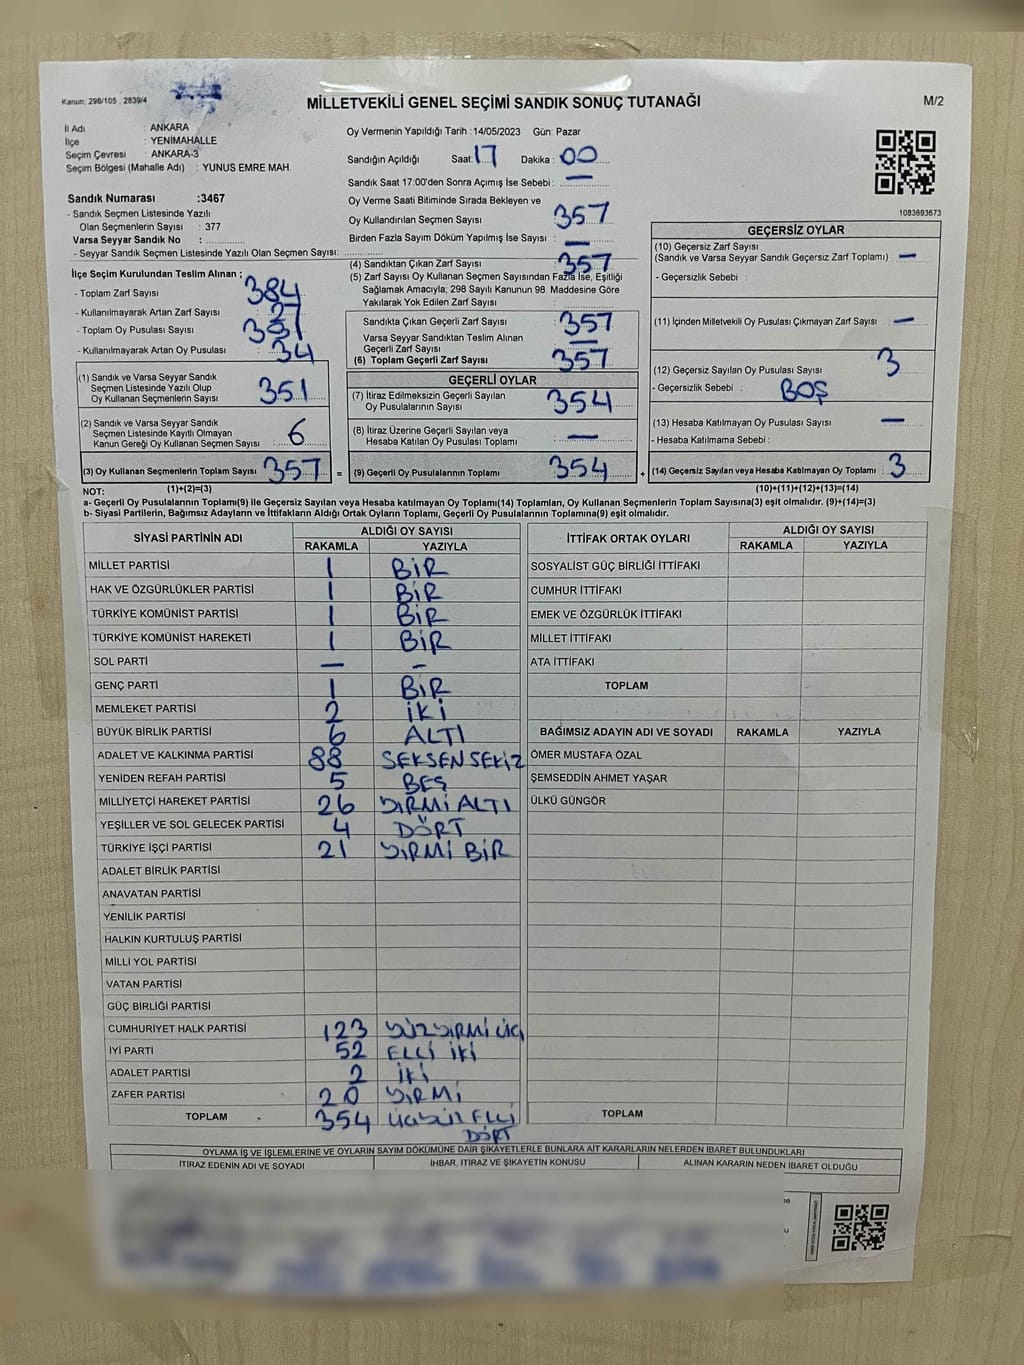 Kanun: 298/105 : 2839/4
MİLLETVEKİLİ GENEL SEÇİMİ SANDIK SONUÇ TUTANAĞI
M/2
İl Adı : ANKARA
İlçe : YENİMAHALLE
Seçim Çevresi : ANKARA-3
Seçim Bölgesi (Mahalle Adı) : YUNUS EMRE MAH.
Sandık Numarası :3467
- Sandık Seçmen Listesinde Yazılı
Olan Seçmenlerin Sayısı : 377
Varsa Seyyar Sandık No : ..............
- Seyyar Sandık Seçmen Listesinde Yazılı Olan Seçmen Sayısı: ..............
İlçe Seçim Kurulundan Teslim Alınan ;
- Toplam Zarf Sayısı : 384
- Kullanılmayarak Artan Zarf Sayısı : 27
- Toplam Oy Pusulası Sayısı :
- Kullanılmayarak Artan Oy Pusulası : 34
(1) Sandık ve Varsa Seyyar Sandık
Seçmen Listesinde Yazılı Olup
Oy Kullanan Seçmenlerin Sayısı : 351
(2) Sandık ve Varsa Seyyar Sandık
Seçmen Listesinde Kayıtlı Olmayan
Kanun Gereği Oy Kullanan Seçmen Sayısı : 6
(3) Oy Kullanan Seçmenlerin Toplam Sayısı : 357
Oy Vermenin Yapıldığı Tarih :14/05/2023 Gün: Pazar
Sandığın Açıldığı Saat: 17 Dakika : 00
Sandık Saat 17:00'den Sonra Açımış İse Sebebi : —
Oy Verme Saati Bitiminde Sırada Bekleyen ve
Oy Kullandırılan Seçmen Sayısı : 357
Birden Fazla Sayım Döküm Yapılmış İse Sayısı : —
(4) Sandıktan Çıkan Zarf Sayısı : 357
(5) Zarf Sayısı Oy Kullanan Seçmen Sayısından Fazla İse, Eşitliği
Sağlamak Amacıyla; 298 Sayılı Kanunun 98. Maddesine Göre
Yakılarak Yok Edilen Zarf Sayısı : ..............
Sandıkta Çıkan Geçerli Zarf Sayısı : 357
Varsa Seyyar Sandıktan Teslim Alınan
Geçerli Zarf Sayısı : —
(6) Toplam Geçerli Zarf Sayısı : 357
GEÇERLİ OYLAR
(7) İtiraz Edilmeksizin Geçerli Sayılan
Oy Pusulalarının Sayısı : 354
(8) İtiraz Üzerine Geçerli Sayılan veya
Hesaba Katılan Oy Pusulası Toplamı : —
= (9) Geçerli Oy Pusulalarının Toplamı : 354
1083693673
GEÇERSİZ OYLAR
(10) Geçersiz Zarf Sayısı
(Sandık ve Varsa Seyyar Sandık Geçersiz Zarf Toplamı) : —
- Geçersizlik Sebebi :
(11) İçinden Milletvekili Oy Pusulası Çıkmayan Zarf Sayısı : —
(12) Geçersiz Sayılan Oy Pusulası Sayısı : 3
- Geçersizlik Sebebi : BOŞ
(13) Hesaba Katılmayan Oy Pusulası Sayısı : —
- Hesaba Katılmama Sebebi :
+ (14) Geçersiz Sayılan veya Hesaba Katılmayan Oy Toplamı : 3
NOT: (1)+(2)=(3)
(10)+(11)+(12)+(13)=(14)
a- Geçerli Oy Pusulalarının Toplamı(9) ile Geçersiz Sayılan veya Hesaba katılmayan Oy Toplamı(14) Toplamları, Oy Kullanan Seçmenlerin Toplam Sayısına(3) eşit olmalıdır. (9)+(14)=(3)
b- Siyasi Partilerin, Bağımsız Adayların ve İttifakların Aldığı Ortak Oyların Toplamı, Geçerli Oy Pusulalarının Toplamına(9) eşit olmalıdır.
SİYASİ PARTİNİN ADI
ALDIĞI OY SAYISI
RAKAMLA YAZIYLA
MİLLET PARTİSİ 1 BİR
HAK VE ÖZGÜRLÜKLER PARTİSİ 1 BİR
TÜRKİYE KOMÜNİST PARTİSİ 1 BİR
TÜRKİYE KOMÜNİST HAREKETİ 1 BİR
SOL PARTİ — -
GENÇ PARTİ 1 BİR
MEMLEKET PARTİSİ 2 İKİ
BÜYÜK BİRLİK PARTİSİ 6 ALTI
ADALET VE KALKINMA PARTİSİ 88 SEKSEN SEKİZ
YENİDEN REFAH PARTİSİ 5 BEŞ
MİLLİYETÇİ HAREKET PARTİSİ 26 YİRMİ ALTI
YEŞİLLER VE SOL GELECEK PARTİSİ 4 DÖRT
TÜRKİYE İŞÇİ PARTİSİ 21 YİRMİ BİR
ADALET BİRLİK PARTİSİ
ANAVATAN PARTİSİ
YENİLİK PARTİSİ
HALKIN KURTULUŞ PARTİSİ
MİLLİ YOL PARTİSİ
VATAN PARTİSİ
GÜÇ BİRLİĞİ PARTİSİ
CUMHURİYET HALK PARTİSİ 123 YÜZ YİRMİ ÜÇ
İYİ PARTİ 52 ELLİ İKİ
ADALET PARTİSİ 2 İKİ
ZAFER PARTİSİ 20 YİRMİ
TOPLAM 354 ÜÇYÜZ ELLİ
DÖRT
İTTİFAK ORTAK OYLARI
ALDIĞI OY SAYISI
RAKAMLA YAZIYLA
SOSYALİST GÜÇ BİRLİĞİ İTTİFAKI
CUMHUR İTTİFAKI
EMEK VE ÖZGÜRLÜK İTTİFAKI
MİLLET İTTİFAKI
ATA İTTİFAKI
TOPLAM
BAĞIMSIZ ADAYIN ADI VE SOYADI RAKAMLA YAZIYLA
ÖMER MUSTAFA ÖZAL
ŞEMSEDDİN AHMET YAŞAR
ÜLKÜ GÜNGÖR
TOPLAM
OYLAMA İŞ VE İŞLEMLERİNE VE OYLARIN SAYIM DÖKÜMÜNE DAİR ŞİKAYETLERLE BUNLARA AİT KARARLARIN NELERDEN İBARET BULUNDUKLARI
İTİRAZ EDENİN ADI VE SOYADI İHBAR, İTİRAZ VE ŞİKAYETİN KONUSU ALINAN KARARIN NEDEN İBARET OLDUĞU